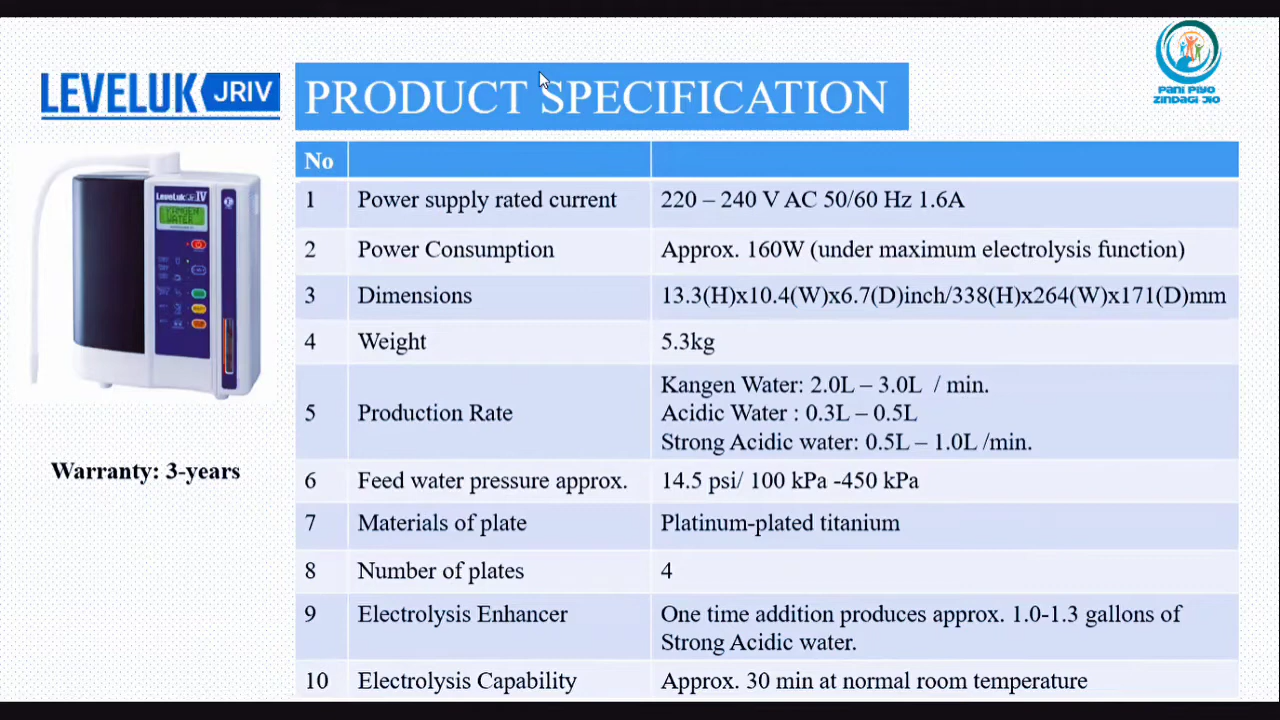 LEVELUK JRIV
PRODUCT SPECIFICATION
PANI PIYO
ZINDAGI JIO
LeveLuk JR IV
KANGEN
WATER
Warranty: 3-years
No
1 Power supply rated current 220 – 240 V AC 50/60 Hz 1.6A
2 Power Consumption Approx. 160W (under maximum electrolysis function)
3 Dimensions 13.3(H)x10.4(W)x6.7(D)inch/338(H)x264(W)x171(D)mm
4 Weight 5.3kg
5 Production Rate Kangen Water: 2.0L – 3.0L / min.
Acidic Water : 0.3L – 0.5L
Strong Acidic water: 0.5L – 1.0L /min.
6 Feed water pressure approx. 14.5 psi/ 100 kPa -450 kPa
7 Materials of plate Platinum-plated titanium
8 Number of plates 4
9 Electrolysis Enhancer One time addition produces approx. 1.0-1.3 gallons of
Strong Acidic water.
10 Electrolysis Capability Approx. 30 min at normal room temperature